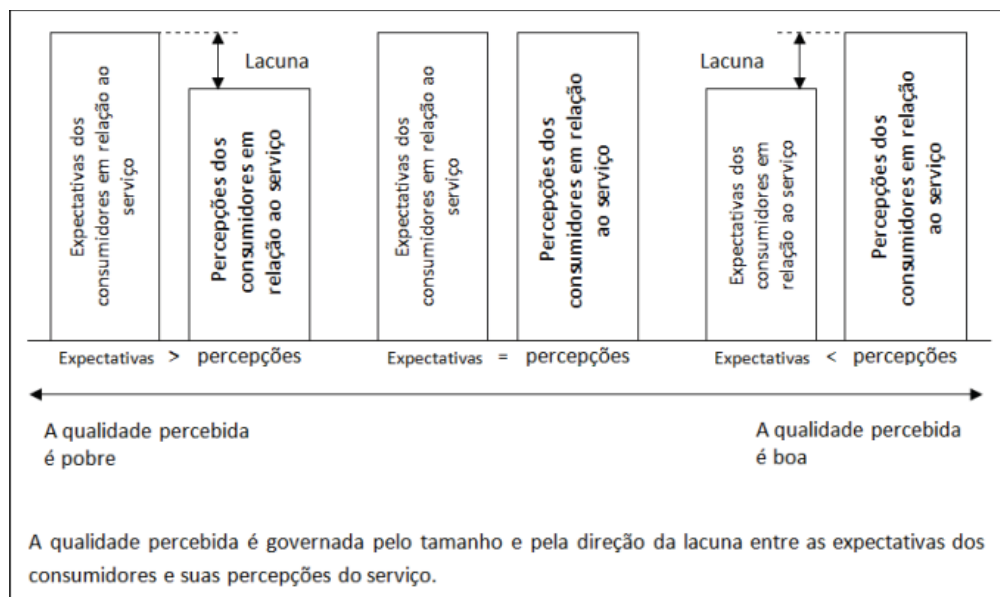 Expectativas dos
consumidores em relação ao
serviço
Lacuna
Percepções dos
consumidores em
relação ao serviço
Expectativas dos
consumidores em relação ao
serviço
Percepções dos
consumidores em relação
ao serviço
Lacuna
Expectativas dos
consumidores em
relação ao serviço
Percepções dos
consumidores em relação
ao serviço
Expectativas > percepções
Expectativas = percepções
Expectativas < percepções
A qualidade percebida
é pobre
A qualidade percebida
é boa
A qualidade percebida é governada pelo tamanho e pela direção da lacuna entre as expectativas dos
consumidores e suas percepções do serviço.